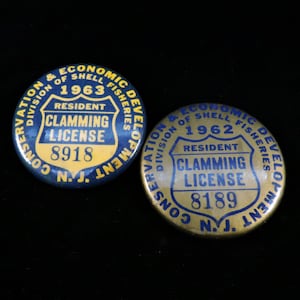 CONSERVATION & ECONOMIC DEVELOPMENT
DIVISION OF SHELL FISHERIES
1963
RESIDENT
CLAMMING
LICENSE
8918
N.J.
CONSERVATION & ECONOMIC DEVELOPMENT
DIVISION OF SHELL FISHERIES
1962
RESIDENT
CLAMMING
LICENSE
8189
N.J.